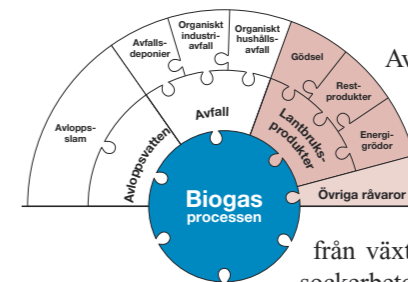 Avfalls-
deponier
Organiskt
industri-
avfall
Organiskt
hushålls-
avfall
Gödsel
Rest-
produkter
Energi-
grödor
Avlopps-
slam
Avloppsvatten
Avfall
Lantbruks-
produkter
Övriga råvaror
Biogas
processen
Av
från växt